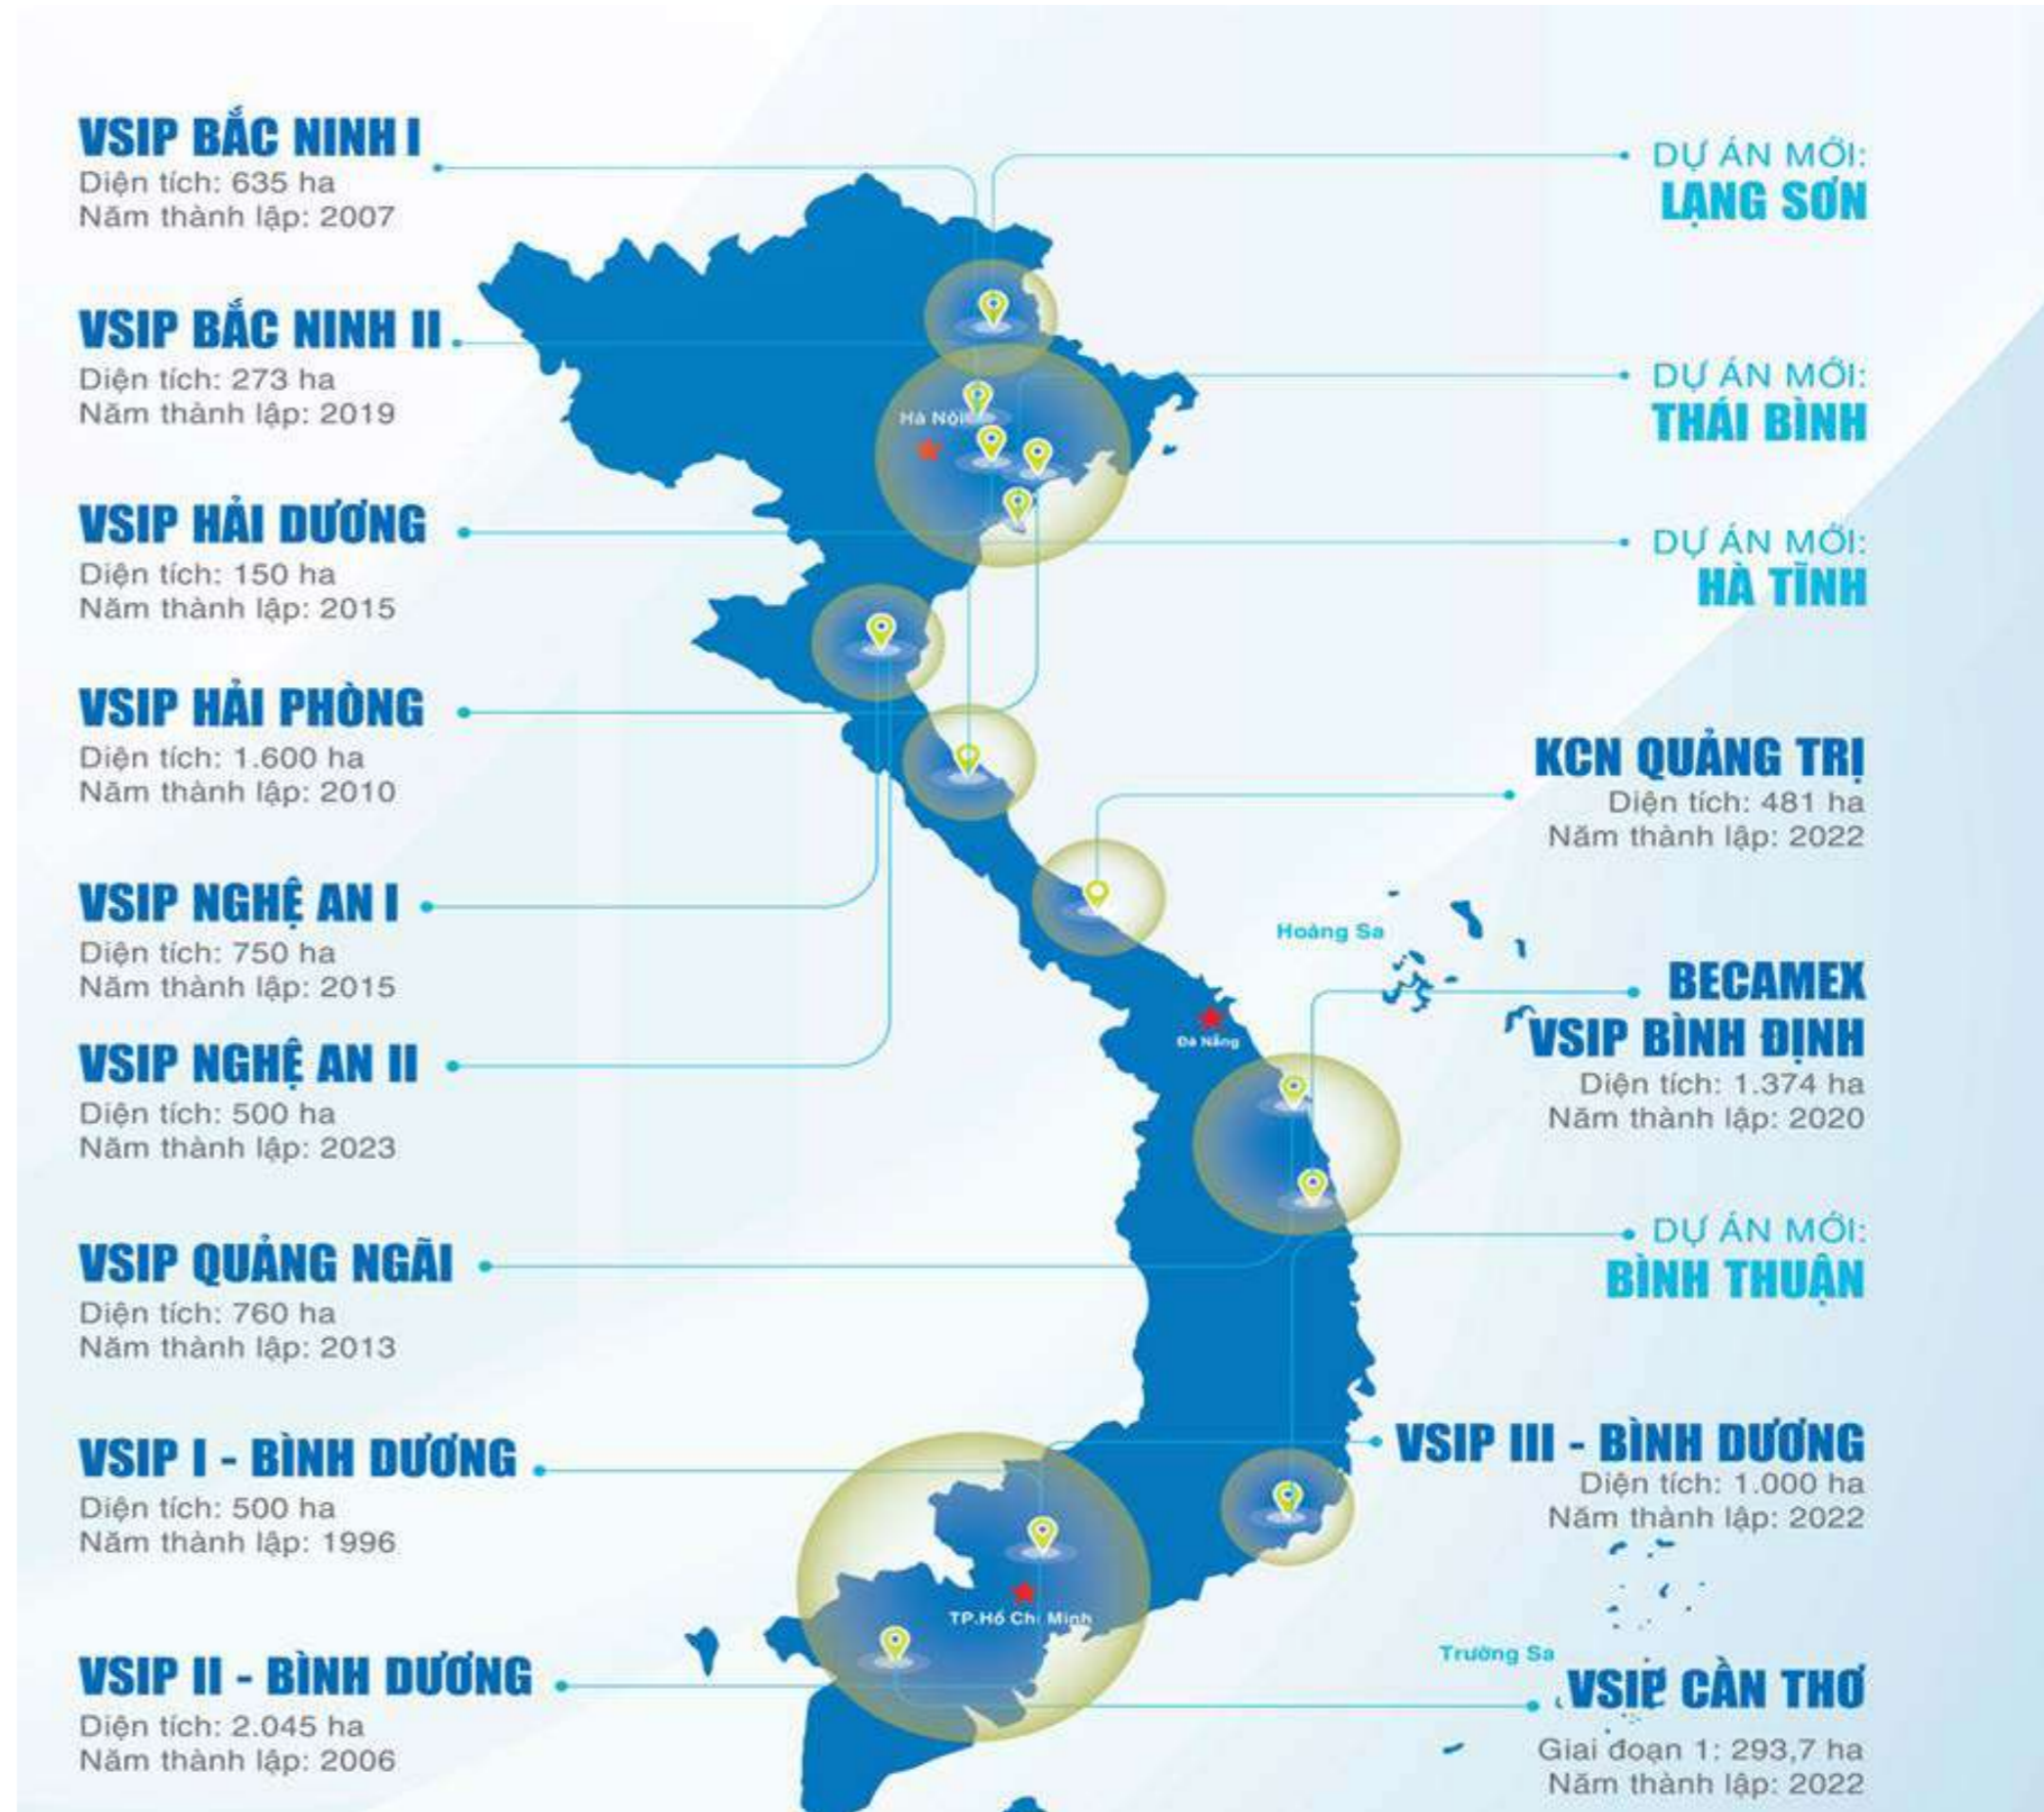 VSIP BẮC NINH I
Diện tích: 635 ha
Năm thành lập: 2007
VSIP BẮC NINH II
Diện tích: 273 ha
Năm thành lập: 2019
VSIP HẢI DƯƠNG
Diện tích: 150 ha
Năm thành lập: 2015
VSIP HẢI PHÒNG
Diện tích: 1.600 ha
Năm thành lập: 2010
VSIP NGHỆ AN I
Diện tích: 750 ha
Năm thành lập: 2015
VSIP NGHỆ AN II
Diện tích: 500 ha
Năm thành lập: 2023
VSIP QUẢNG NGÃI
Diện tích: 760 ha
Năm thành lập: 2013
VSIP I - BÌNH DƯƠNG
Diện tích: 500 ha
Năm thành lập: 1996
VSIP II - BÌNH DƯƠNG
Diện tích: 2.045 ha
Năm thành lập: 2006
Hà Nội
Đà Nẵng
TP.Hồ Chí Minh
Hoàng Sa
Trường Sa
DỰ ÁN MỚI:
LẠNG SƠN
DỰ ÁN MỚI:
THÁI BÌNH
DỰ ÁN MỚI:
HÀ TĨNH
KCN QUẢNG TRỊ
Diện tích: 481 ha
Năm thành lập: 2022
BECAMEX
VSIP BÌNH ĐỊNH
Diện tích: 1.374 ha
Năm thành lập: 2020
DỰ ÁN MỚI:
BÌNH THUẬN
VSIP III - BÌNH DƯƠNG
Diện tích: 1.000 ha
Năm thành lập: 2022
VSIP CẦN THƠ
Giai đoạn 1: 293,7 ha
Năm thành lập: 2022